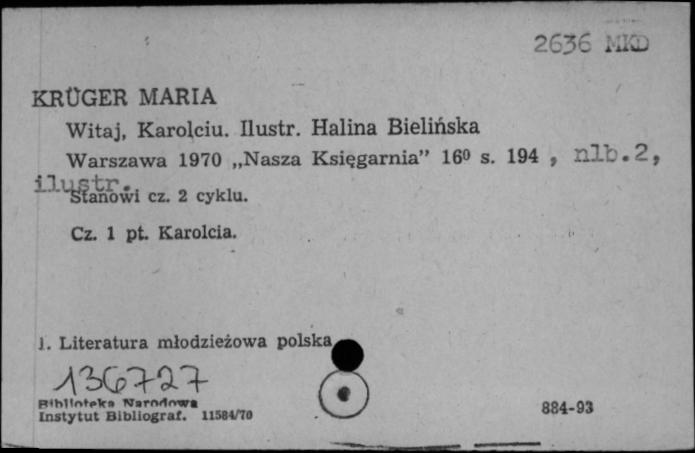 2636 MKD
KRÜGER MARIA
Witaj, Karolciu. Ilustr. Halina Bielińska
Warszawa 1970 „Nasza Księgarnia” 16⁰ s. 194 , nlb.2,
ilustr.
Stanowi cz. 2 cyklu.
Cz. 1 pt. Karolcia.
1. Literatura młodzieżowa polska
136727
Biblioteka Narodowa
Instytut Bibliograf. 11584/70
884-93